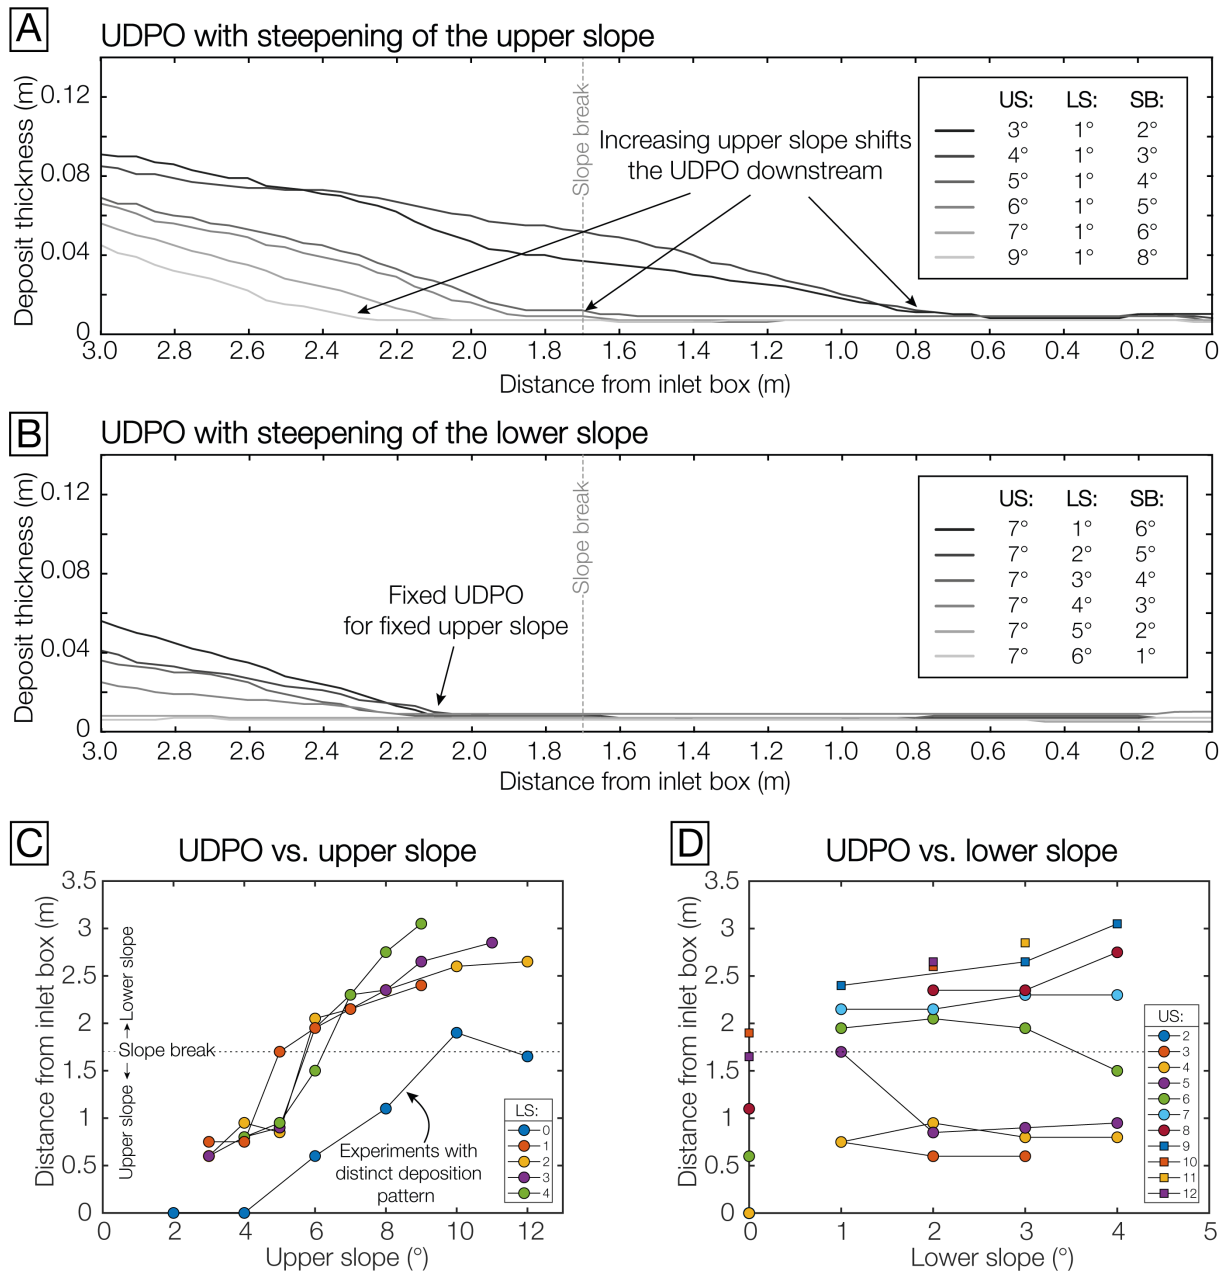 A
UDPO with steepening of the upper slope
Deposit thickness (m)
0.12
0.08
0.04
0
Slope break
Increasing upper slope shifts
the UDPO downstream
US: LS: SB:
3° 1° 2°
4° 1° 3°
5° 1° 4°
6° 1° 5°
7° 1° 6°
9° 1° 8°
3.0 2.8 2.6 2.4 2.2 2.0 1.8 1.6 1.4 1.2 1.0 0.8 0.6 0.4 0.2 0
Distance from inlet box (m)
B
UDPO with steepening of the lower slope
Deposit thickness (m)
0.12
0.08
0.04
0
Slope break
Fixed UDPO
for fixed upper slope
US: LS: SB:
7° 1° 6°
7° 2° 5°
7° 3° 4°
7° 4° 3°
7° 5° 2°
7° 6° 1°
3.0 2.8 2.6 2.4 2.2 2.0 1.8 1.6 1.4 1.2 1.0 0.8 0.6 0.4 0.2 0
Distance from inlet box (m)
C
UDPO vs. upper slope
Distance from inlet box (m)
3.5
3
2.5
2
1.5
1
0.5
0
Lower slope
Slope break
Upper slope
Experiments with
distinct deposition
pattern
LS:
0
1
2
3
4
0 2 4 6 8 10 12
Upper slope (°)
D
UDPO vs. lower slope
Distance from inlet box (m)
3.5
3
2.5
2
1.5
1
0.5
0
US:
2
3
4
5
6
7
8
9
10
11
12
0 1 2 3 4 5
Lower slope (°)